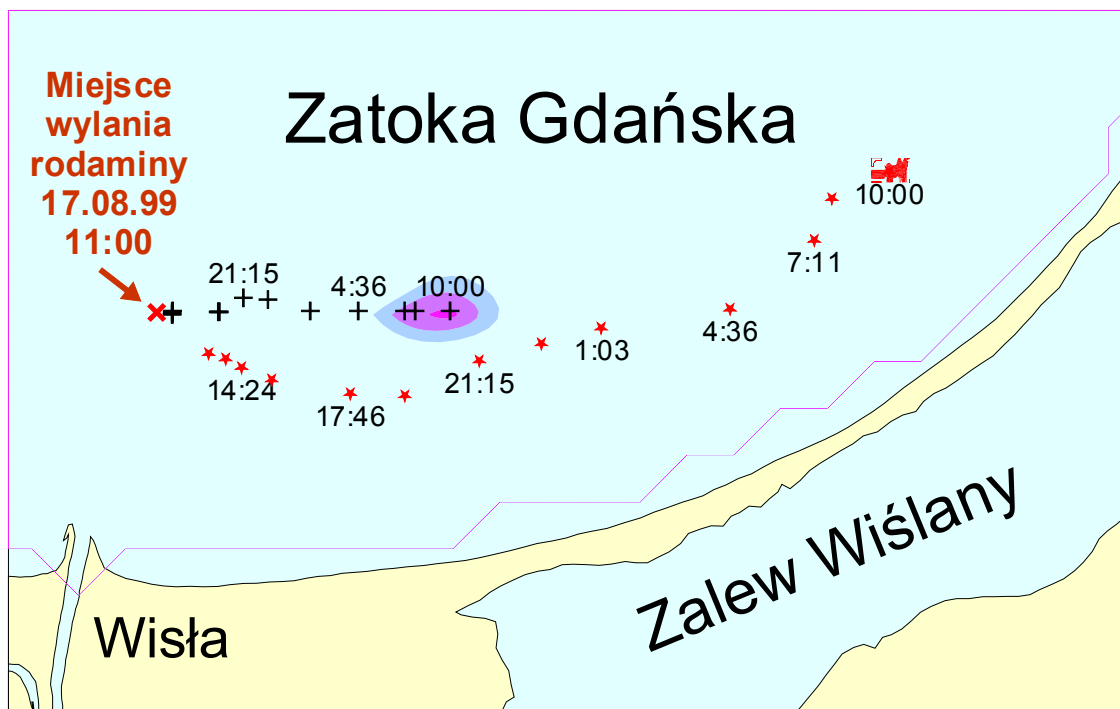 Miejsce
wylania
rodaminy
17.08.99
11:00
Zatoka Gdańska
10:00
7:11
21:15
4:36
10:00
4:36
1:03
14:24
21:15
17:46
Zalew Wiślany
Wisła